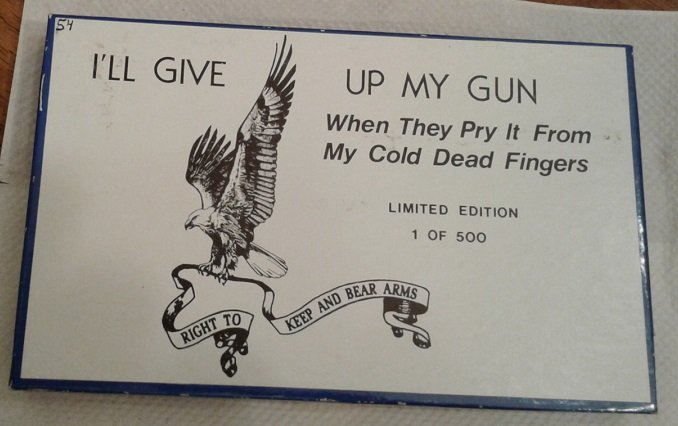 54
I'LL GIVE UP MY GUN
When They Pry It From
My Cold Dead Fingers
LIMITED EDITION
1 OF 500
RIGHT TO KEEP AND BEAR ARMS